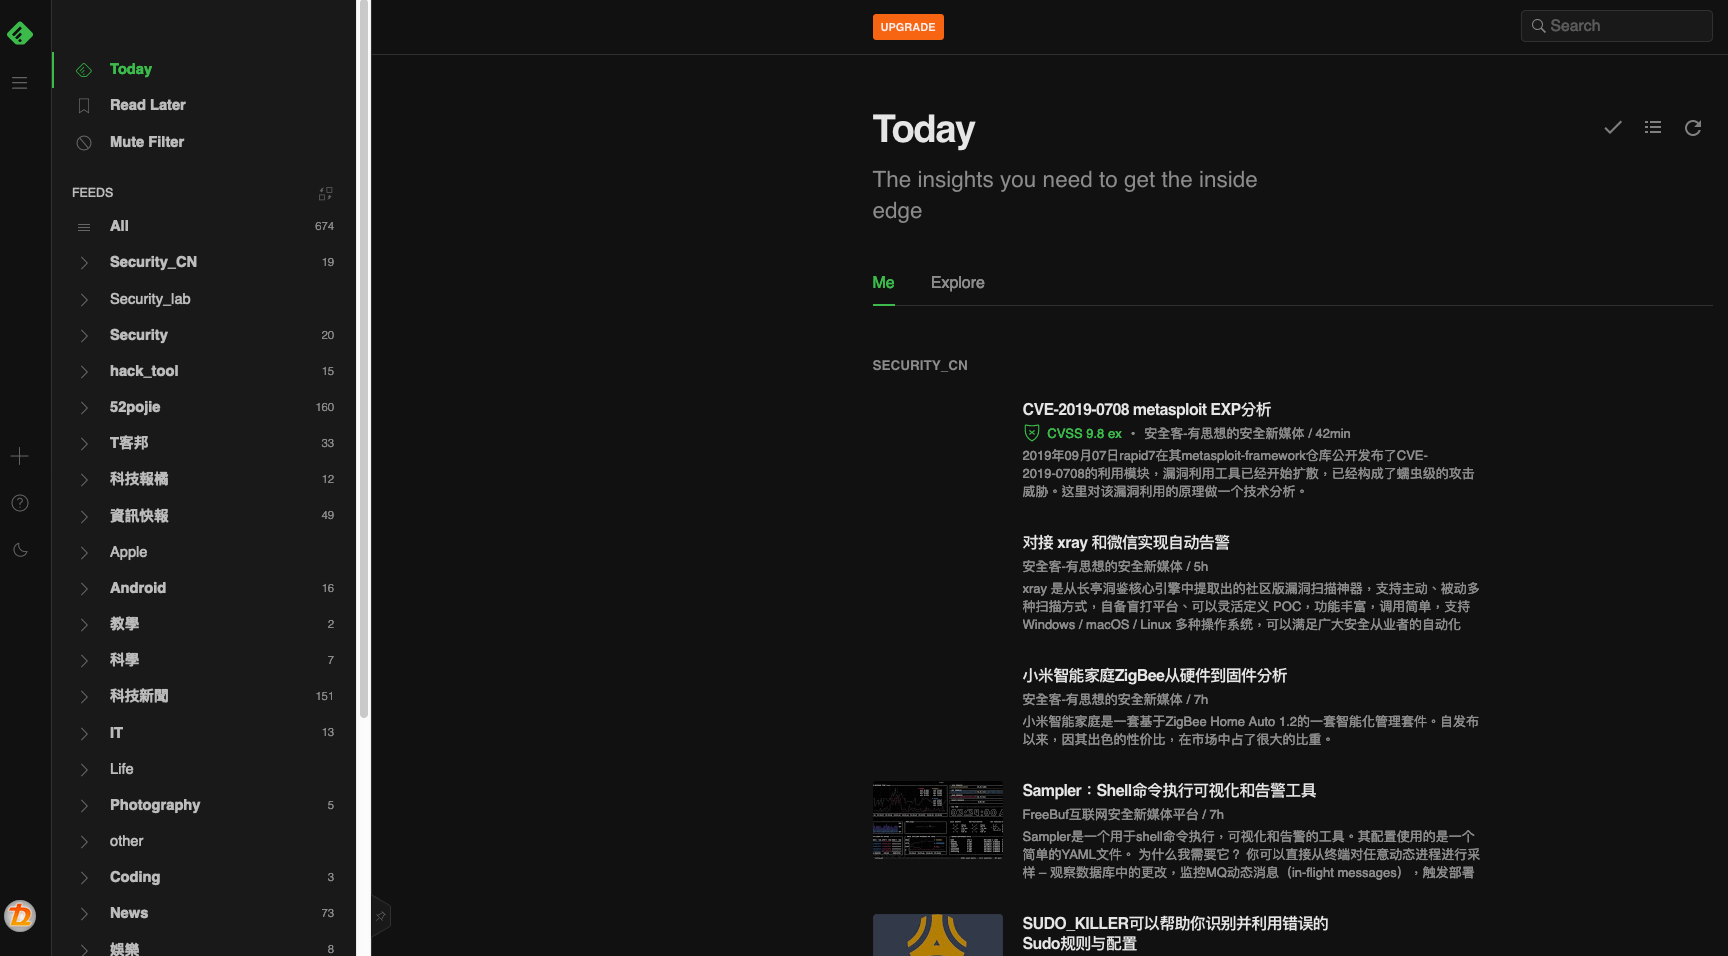 UPGRADE
Search
Today
Read Later
Mute Filter
FEEDS
All 674
Security_CN 19
Security_lab
Security 20
hack_tool 15
52pojie 160
T客邦 33
科技報橘 12
資訊快報 49
Apple
Android 16
教學 2
科學 7
科技新聞 151
IT 13
Life
Photography 5
other
Coding 3
News 73
娛樂 8
Today
The insights you need to get the inside
edge
Me Explore
SECURITY_CN
CVE-2019-0708 metasploit EXP分析
CVSS 9.8 ex • 安全客-有思想的安全新媒体 / 42min
2019年09月07日rapid7在其metasploit-framework仓库公开发布了CVE-
2019-0708的利用模块，漏洞利用工具已经开始扩散，已经构成了蠕虫级的攻击
威胁。这里对该漏洞利用的原理做一个技术分析。
对接 xray 和微信实现自动告警
安全客-有思想的安全新媒体 / 5h
xray 是从长亭洞鉴核心引擎中提取出的社区版漏洞扫描神器，支持主动、被动多
种扫描方式，自备盲打平台、可以灵活定义 POC，功能丰富，调用简单，支持
Windows / macOS / Linux 多种操作系统，可以满足广大安全从业者的自动化
小米智能家庭ZigBee从硬件到固件分析
安全客-有思想的安全新媒体 / 7h
小米智能家庭是一套基于ZigBee Home Auto 1.2的一套智能化管理套件。自发布
以来，因其出色的性价比，在市场中占了很大的比重。
Sampler：Shell命令执行可视化和告警工具
FreeBuf互联网安全新媒体平台 / 7h
Sampler是一个用于shell命令执行，可视化和告警的工具。其配置使用的是一个
简单的YAML文件。 为什么我需要它？ 你可以直接从终端对任意动态进程进行采
样 – 观察数据库中的更改，监控MQ动态消息（in-flight messages），触发部署
SUDO_KILLER可以帮助你识别并利用错误的
Sudo规则与配置